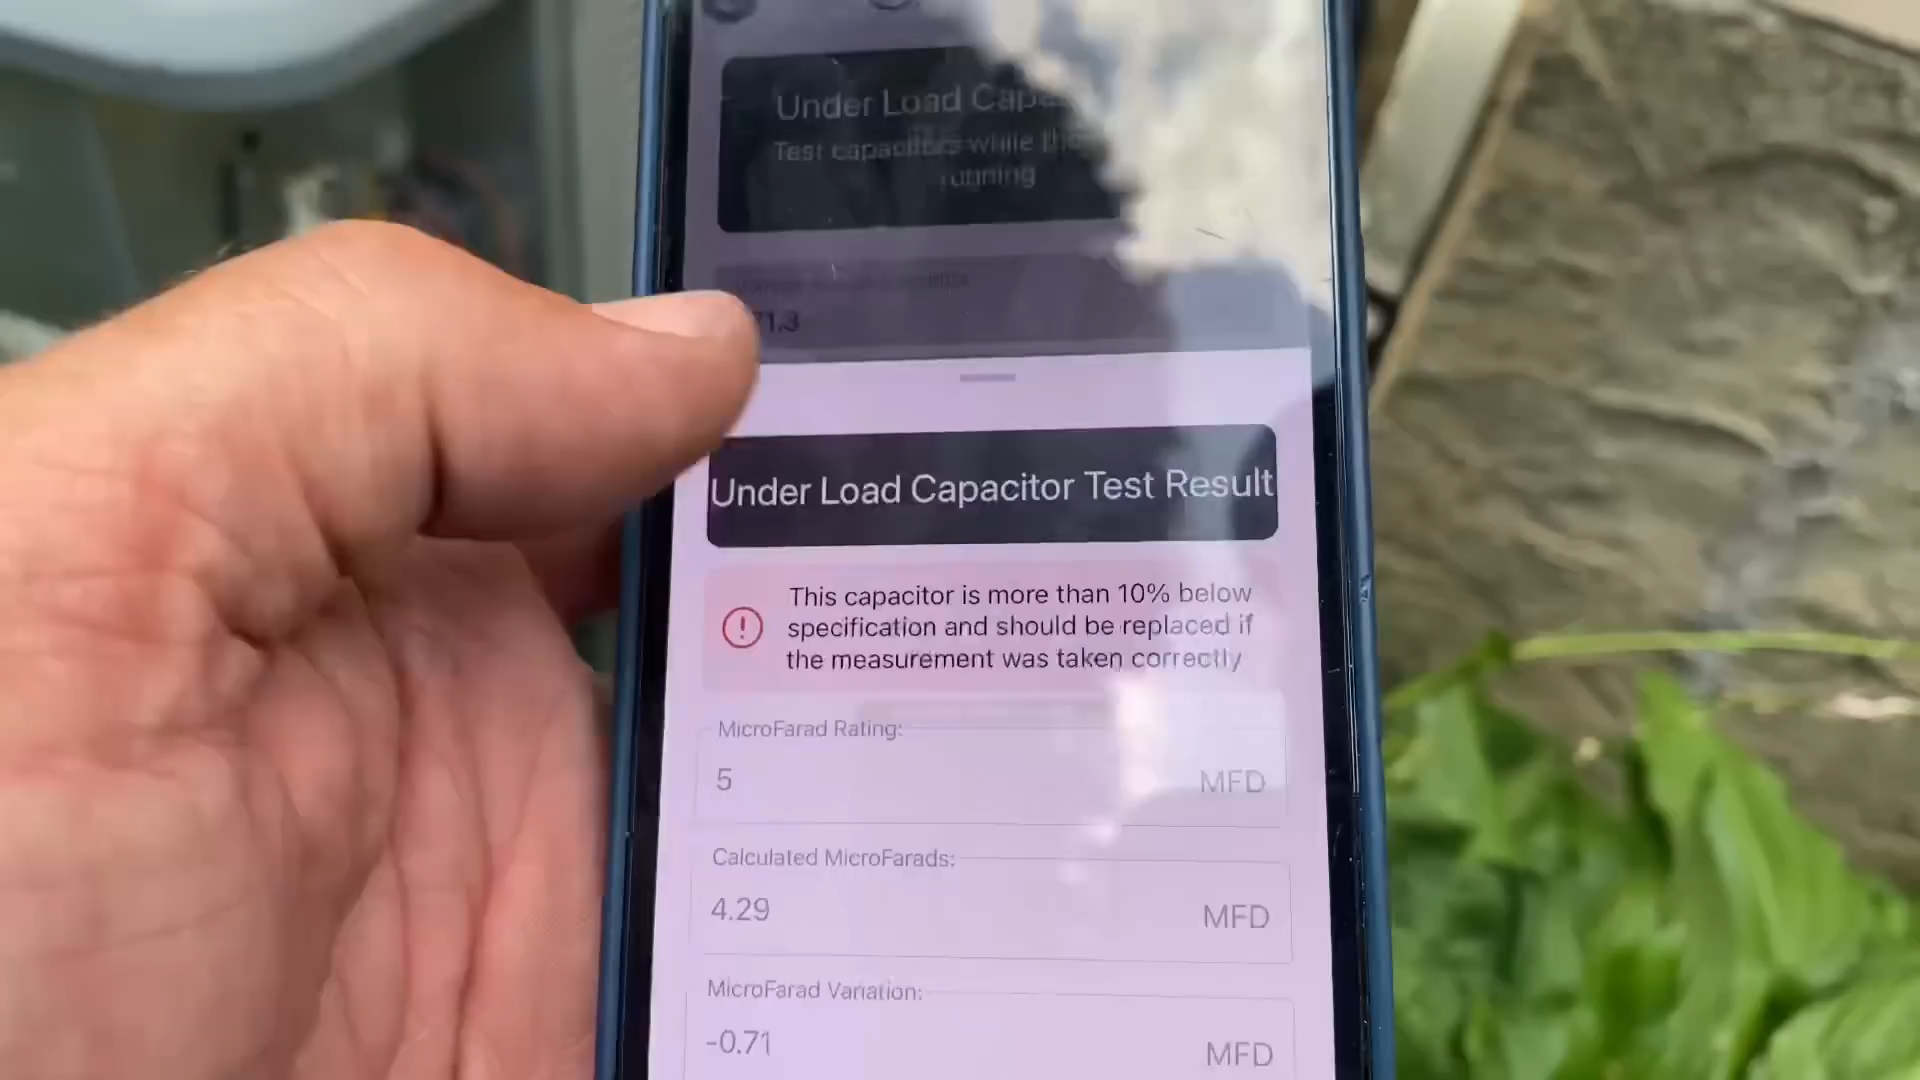 Under Load
Test capacitors while the
running
71.3
Under Load Capacitor Test Result
This capacitor is more than 10% below
specification and should be replaced if
the measurement was taken correctly
MicroFarad Rating:
5 MFD
Calculated MicroFarads:
4.29 MFD
MicroFarad Variation:
-0.71 MFD